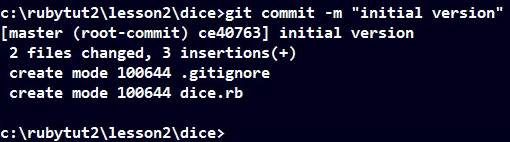 c:\rubytut2\lesson2\dice>git commit -m "initial version"
[master (root-commit) ce40763] initial version
 2 files changed, 3 insertions(+)
 create mode 100644 .gitignore
 create mode 100644 dice.rb
c:\rubytut2\lesson2\dice>